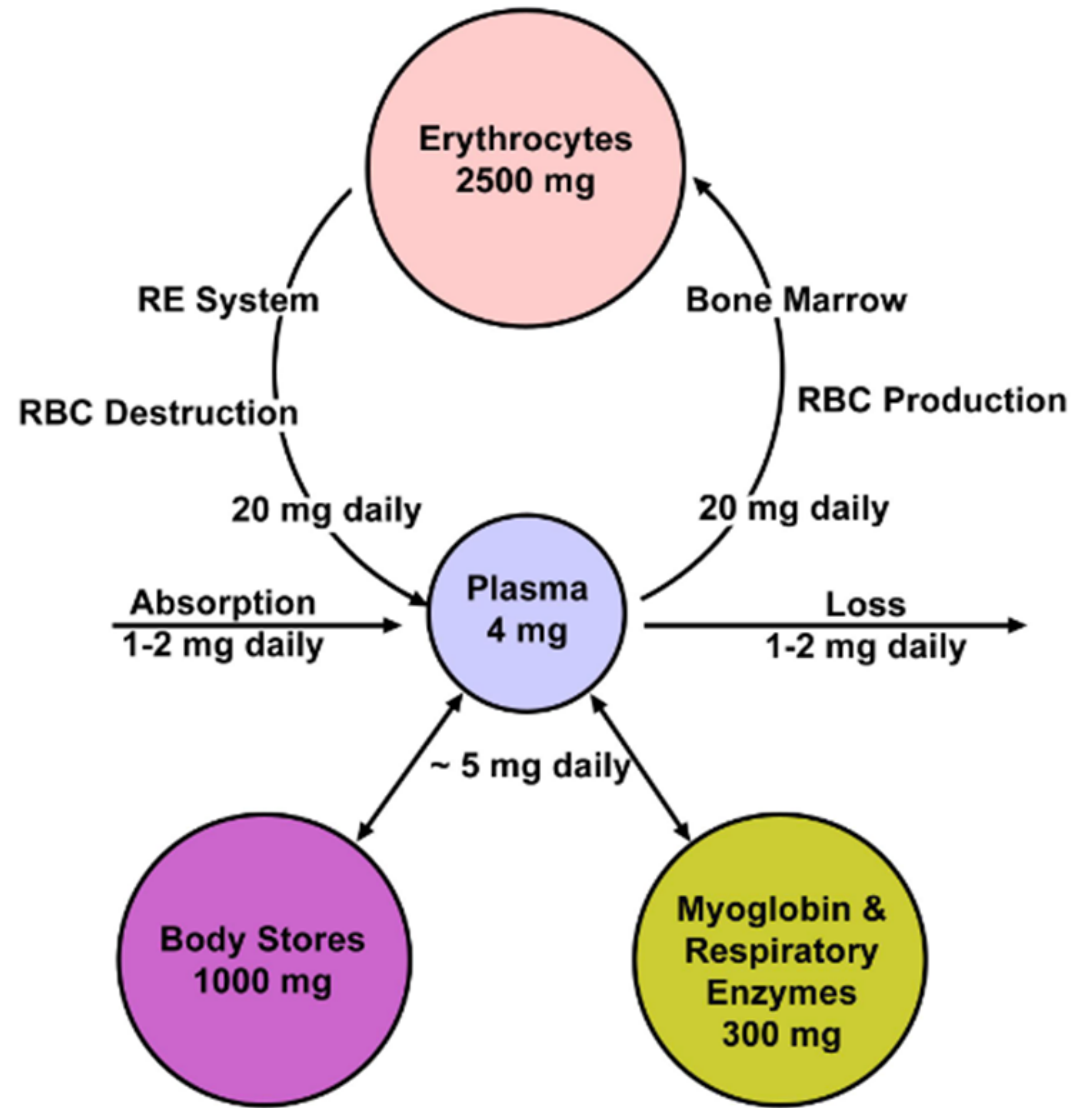 Erythrocytes
2500 mg
RE System
Bone Marrow
RBC Destruction
RBC Production
20 mg daily
20 mg daily
Absorption
1-2 mg daily
Plasma
4 mg
Loss
1-2 mg daily
~ 5 mg daily
Body Stores
1000 mg
Myoglobin &
Respiratory
Enzymes
300 mg